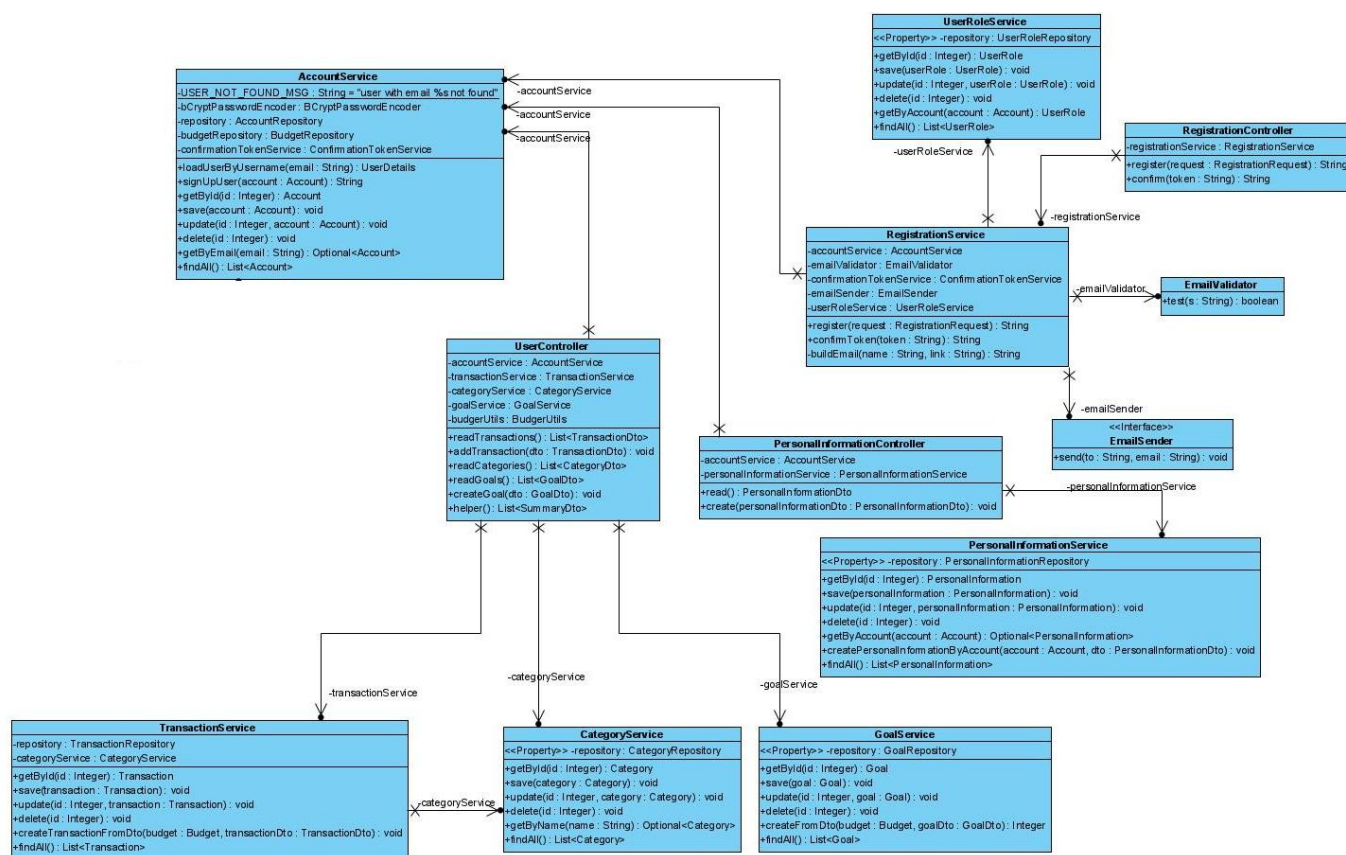 UserRoleService
<<Property>> -repository : UserRoleRepository
+getById(id : Integer) : UserRole
+save(userRole : UserRole) : void
+update(id : Integer, userRole : UserRole) : void
+delete(id : Integer) : void
+getByAccount(account : Account) : UserRole
+findAll() : List<UserRole>
-userRoleService
AccountService
-USER_NOT_FOUND_MSG : String = "user with email %s not found"
-bCryptPasswordEncoder : BCryptPasswordEncoder
-repository : AccountRepository
-budgetRepository : BudgetRepository
-confirmationTokenService : ConfirmationTokenService
+loadUserByUsername(email : String) : UserDetails
+signUpUser(account : Account) : String
+getById(id : Integer) : Account
+save(account : Account) : void
+update(id : Integer, account : Account) : void
+delete(id : Integer) : void
+getByEmail(email : String) : Optional<Account>
+findAll() : List<Account>
-accountService
-accountService
-accountService
RegistrationController
-registrationService : RegistrationService
+register(request : RegistrationRequest) : String
+confirm(token : String) : String
-registrationService
RegistrationService
-accountService : AccountService
-emailValidator : EmailValidator
-confirmationTokenService : ConfirmationTokenService
-emailSender : EmailSender
-userRoleService : UserRoleService
+register(request : RegistrationRequest) : String
+confirmToken(token : String) : String
-buildEmail(name : String, link : String) : String
-emailValidator
EmailValidator
+test(s : String) : boolean
-emailSender
<<Interface>>
EmailSender
+send(to : String, email : String) : void
UserController
-accountService : AccountService
-transactionService : TransactionService
-categoryService : CategoryService
-goalService : GoalService
-budgerUtils : BudgerUtils
+readTransactions() : List<TransactionDto>
+addTransaction(dto : TransactionDto) : void
+readCategories() : List<CategoryDto>
+readGoals() : List<GoalDto>
+createGoal(dto : GoalDto) : void
+helper() : List<SummaryDto>
PersonalInformationController
-accountService : AccountService
-personalInformationService : PersonalInformationService
+read() : PersonalInformationDto
+create(personalInformationDto : PersonalInformationDto) : void
-personalInformationService
PersonalInformationService
<<Property>> -repository : PersonalInformationRepository
+getById(id : Integer) : PersonalInformation
+save(personalInformation : PersonalInformation) : void
+update(id : Integer, personalInformation : PersonalInformation) : void
+delete(id : Integer) : void
+getByAccount(account : Account) : Optional<PersonalInformation>
+createPersonalInformationByAccount(account : Account, dto : PersonalInformationDto) : void
+findAll() : List<PersonalInformation>
-transactionService
-categoryService
-goalService
TransactionService
-repository : TransactionRepository
-categoryService : CategoryService
+getById(id : Integer) : Transaction
+save(transaction : Transaction) : void
+update(id : Integer, transaction : Transaction) : void
+delete(id : Integer) : void
+createTransactionFromDto(budget : Budget, transactionDto : TransactionDto) : void
+findAll() : List<Transaction>
-categoryService
CategoryService
<<Property>> -repository : CategoryRepository
+getById(id : Integer) : Category
+save(category : Category) : void
+update(id : Integer, category : Category) : void
+delete(id : Integer) : void
+getByName(name : String) : Optional<Category>
+findAll() : List<Category>
GoalService
<<Property>> -repository : GoalRepository
+getById(id : Integer) : Goal
+save(goal : Goal) : void
+update(id : Integer, goal : Goal) : void
+delete(id : Integer) : void
+createFromDto(budget : Budget, goalDto : GoalDto) : Integer
+findAll() : List<Goal>